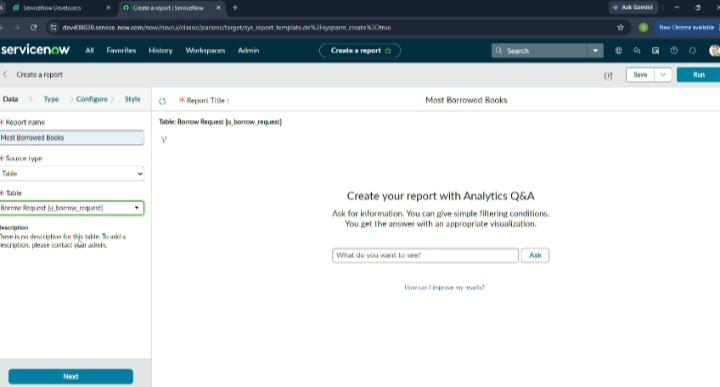 ServiceNow Developers
Create a report | ServiceNow
Ask Gemini
dev408028.service-now.com/now/nav/ui/classic/params/target/sys_report_template.do%3Fsysparm_create%3Dtrue
New Chrome available
servicenow
All
Favorites
History
Workspaces
Admin
Create a report
Search
Create a report
Save
Run
Data
Type
Configure
Style
* Report Title :
Most Borrowed Books
* Report name
Most Borrowed Books
* Source type
Table
* Table
Borrow Request [u_borrow_request]
Description
There is no description for this table. To add a
description, please contact your admin.
Next
Table: Borrow Request [u_borrow_request]
Create your report with Analytics Q&A
Ask for information. You can give simple filtering conditions.
You get the answer with an appropriate visualization.
What do you want to see?
Ask
How can I improve my results?